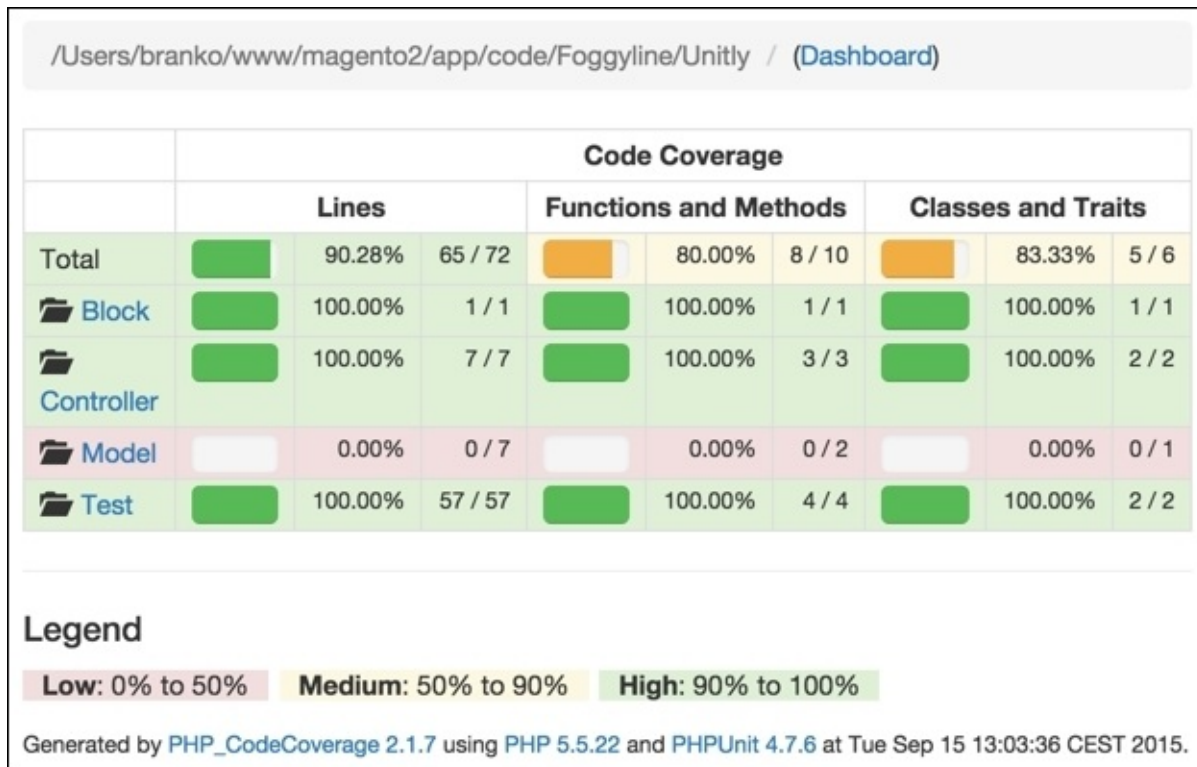 /Users/branko/www/magento2/app/code/Foggyline/Unitly / (Dashboard)
Code Coverage
Lines Functions and Methods Classes and Traits
Total 90.28% 65 / 72 80.00% 8 / 10 83.33% 5 / 6
Block 100.00% 1 / 1 100.00% 1 / 1 100.00% 1 / 1
Controller 100.00% 7 / 7 100.00% 3 / 3 100.00% 2 / 2
Model 0.00% 0 / 7 0.00% 0 / 2 0.00% 0 / 1
Test 100.00% 57 / 57 100.00% 4 / 4 100.00% 2 / 2
Legend
Low: 0% to 50% Medium: 50% to 90% High: 90% to 100%
Generated by PHP_CodeCoverage 2.1.7 using PHP 5.5.22 and PHPUnit 4.7.6 at Tue Sep 15 13:03:36 CEST 2015.